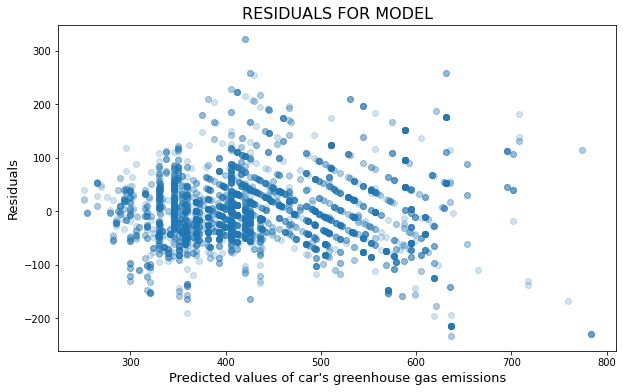 RESIDUALS FOR MODEL
300
200
100
0
−100
−200
Residuals
300 400 500 600 700 800
Predicted values of car's greenhouse gas emissions